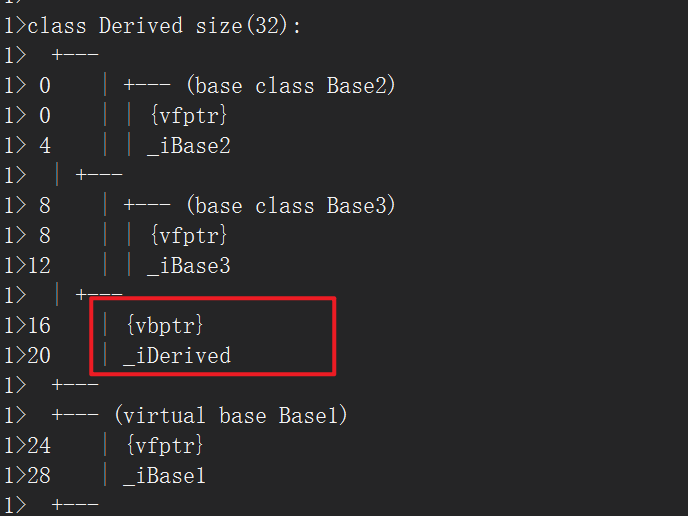 1>class Derived size(32):
1>  +---
1> 0      | +--- (base class Base2)
1> 0      | | {vfptr}
1> 4      | | _iBase2
1>  | +---
1> 8      | +--- (base class Base3)
1> 8      | | {vfptr}
1>12      | | _iBase3
1>  | +---
1>16      | {vbptr}
1>20      | _iDerived
1>  +---
1>  +--- (virtual base Base1)
1>24      | {vfptr}
1>28      | _iBase1
1>  +---